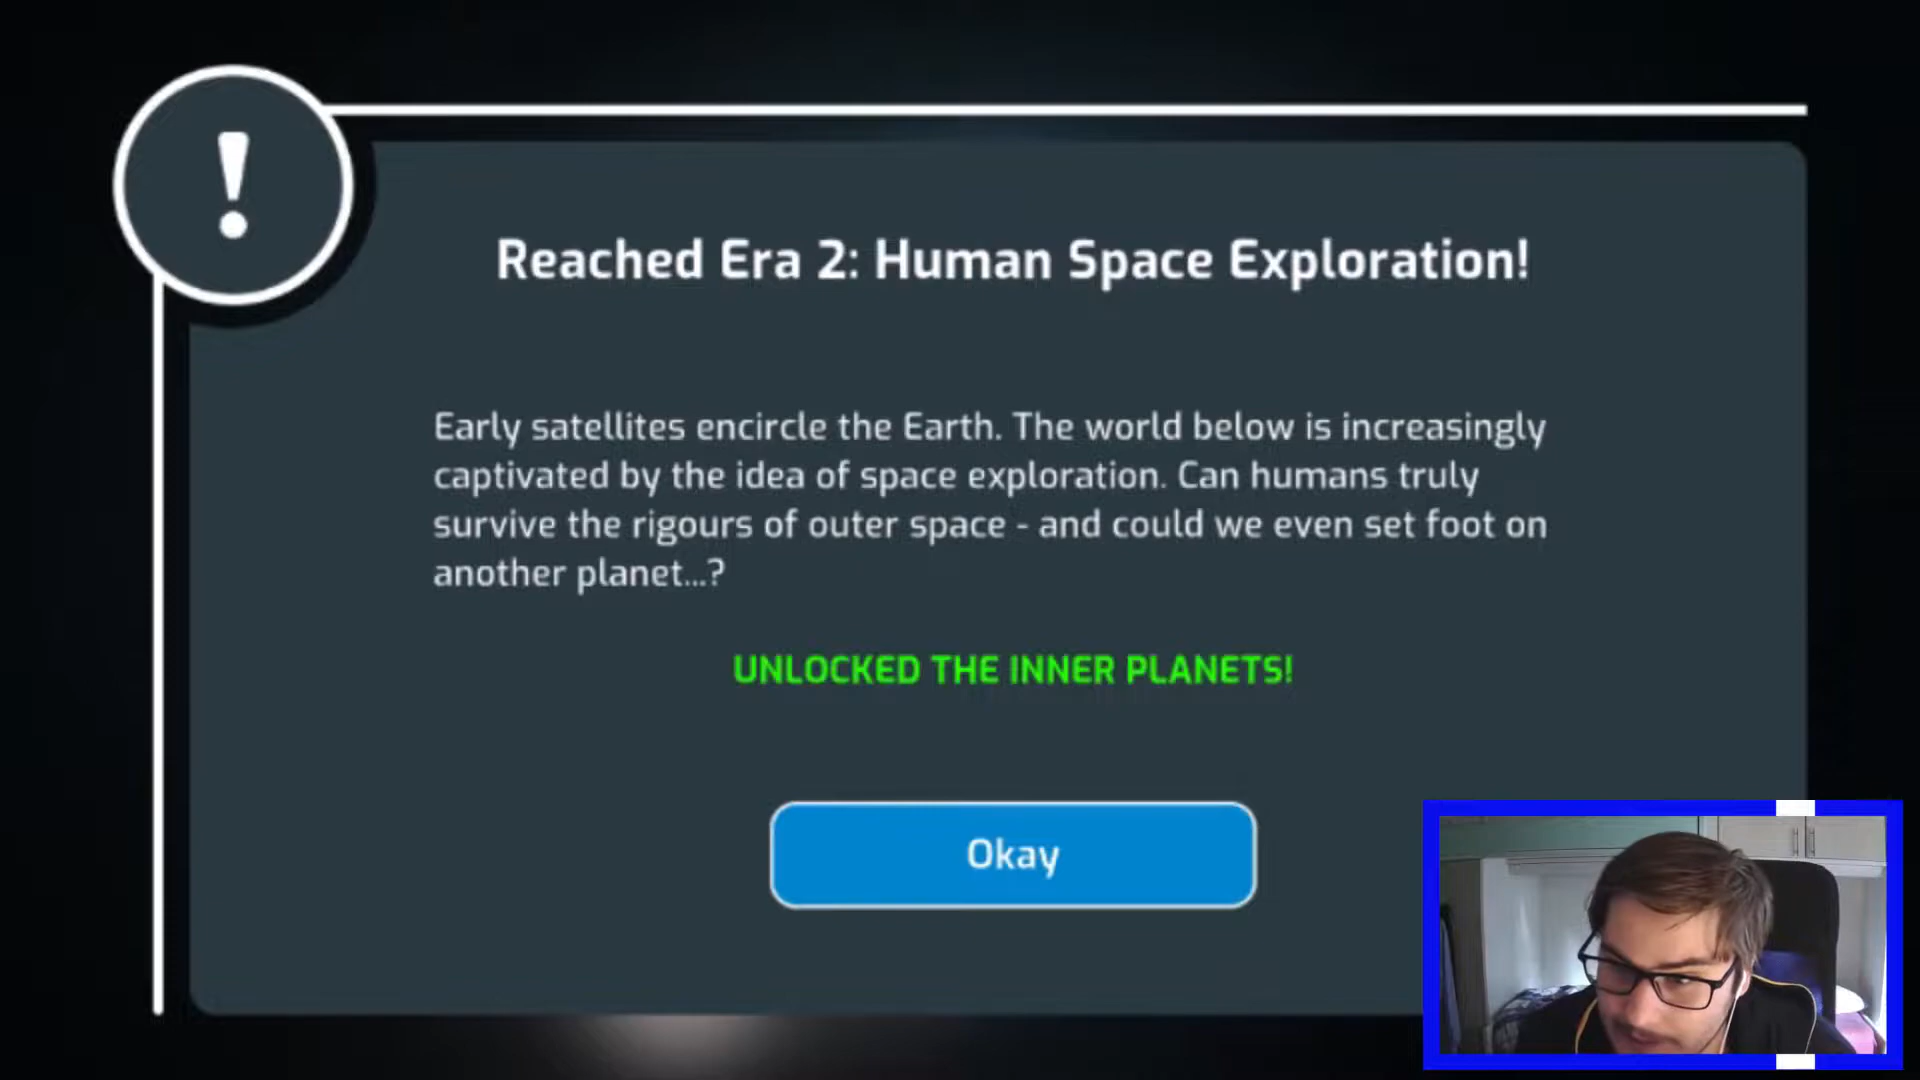 !
Reached Era 2: Human Space Exploration!
Early satellites encircle the Earth. The world below is increasingly
captivated by the idea of space exploration. Can humans truly
survive the rigours of outer space - and could we even set foot on
another planet...?
UNLOCKED THE INNER PLANETS!
Okay